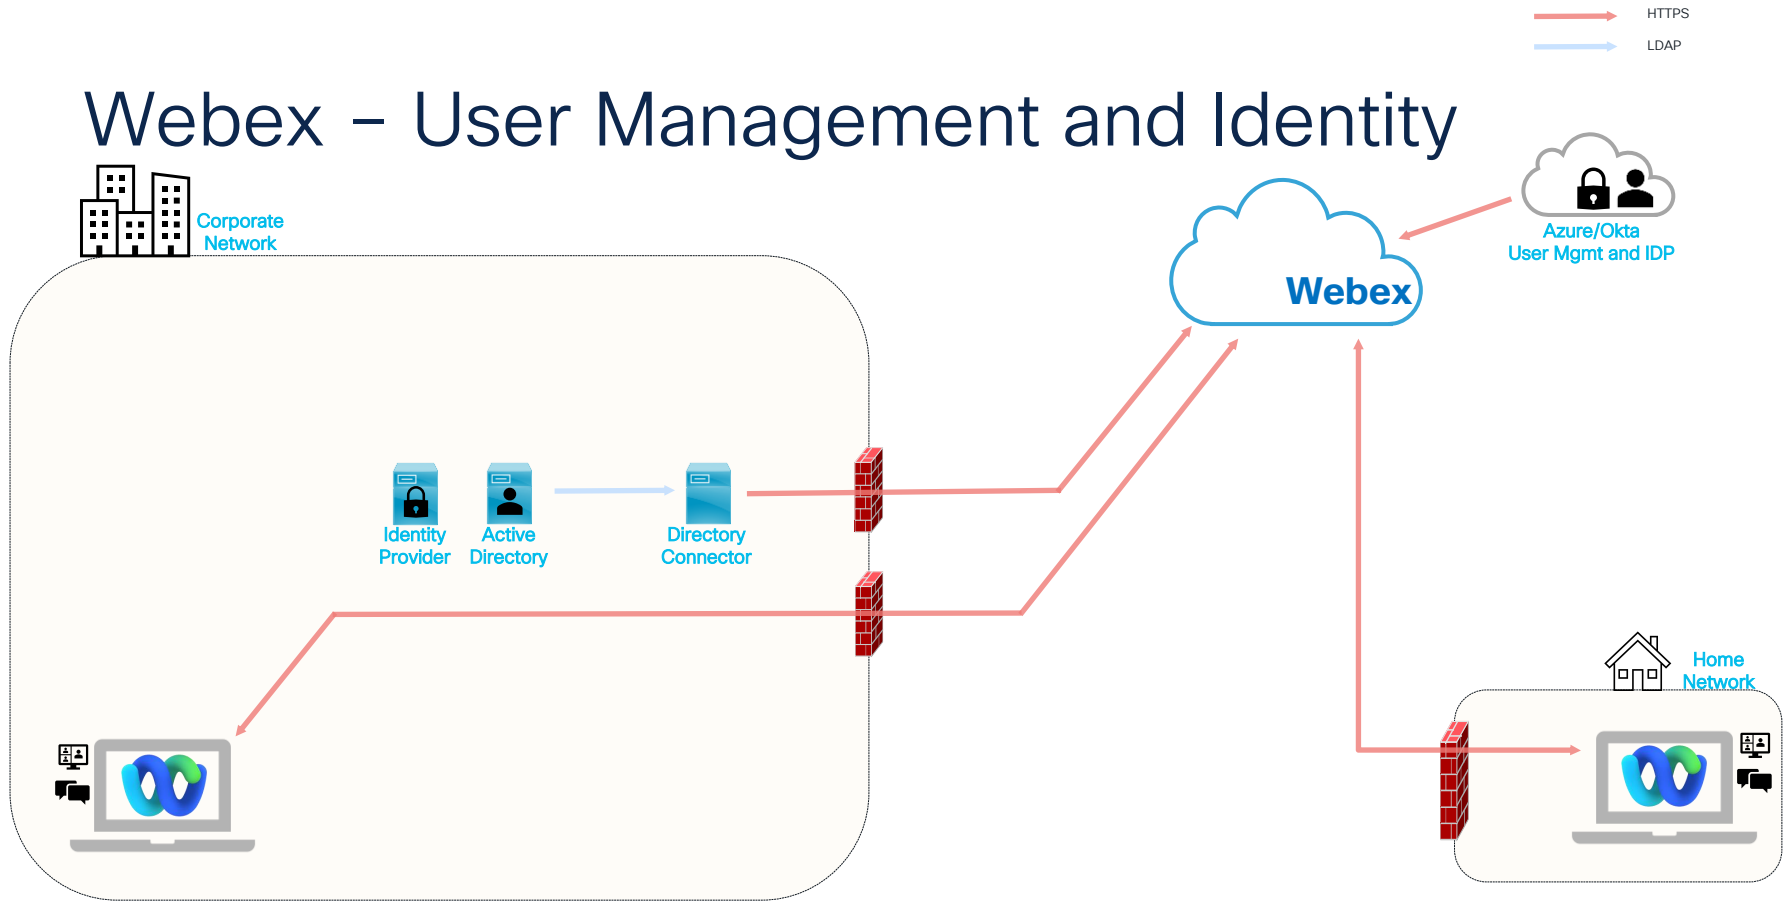 HTTPS
LDAP
Webex – User Management and Identity
Corporate
Network
Webex
Azure/Okta
User Mgmt and IDP
Identity
Provider
Active
Directory
Directory
Connector
Home
Network